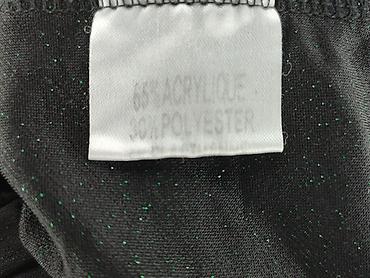 65% ACRYLIQUE
30% POLYESTER